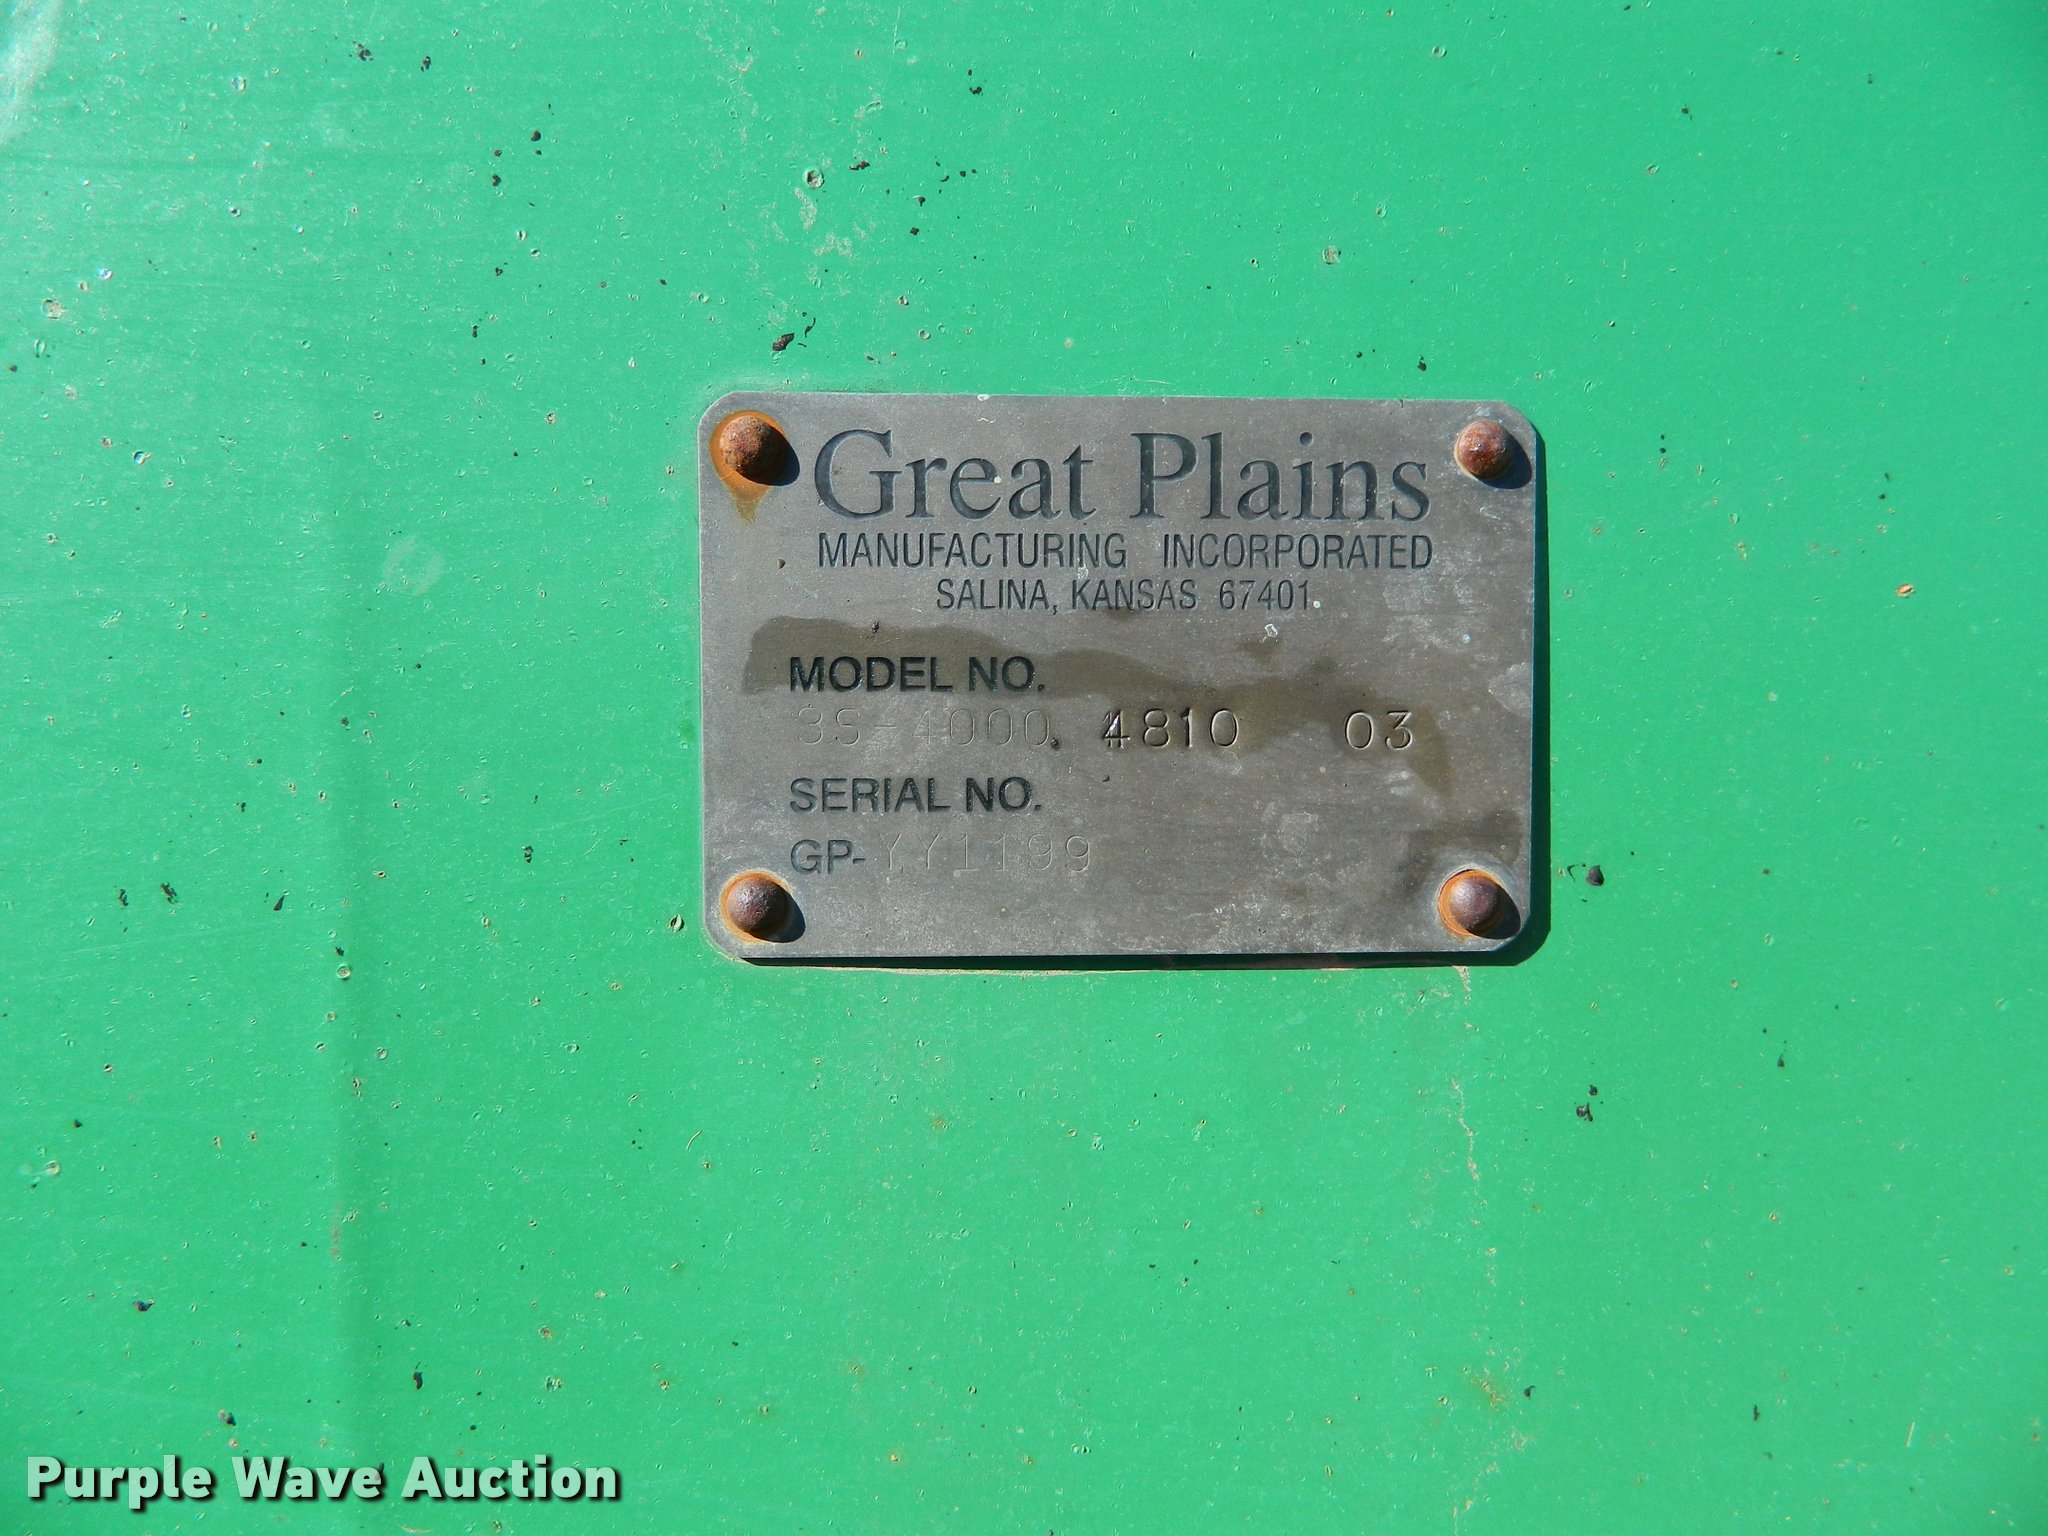 Great Plains
MANUFACTURING INCORPORATED
SALINA, KANSAS 67401
MODEL NO.
3S-4000 4810 03
SERIAL NO.
GP-YY1199
Purple Wave Auction